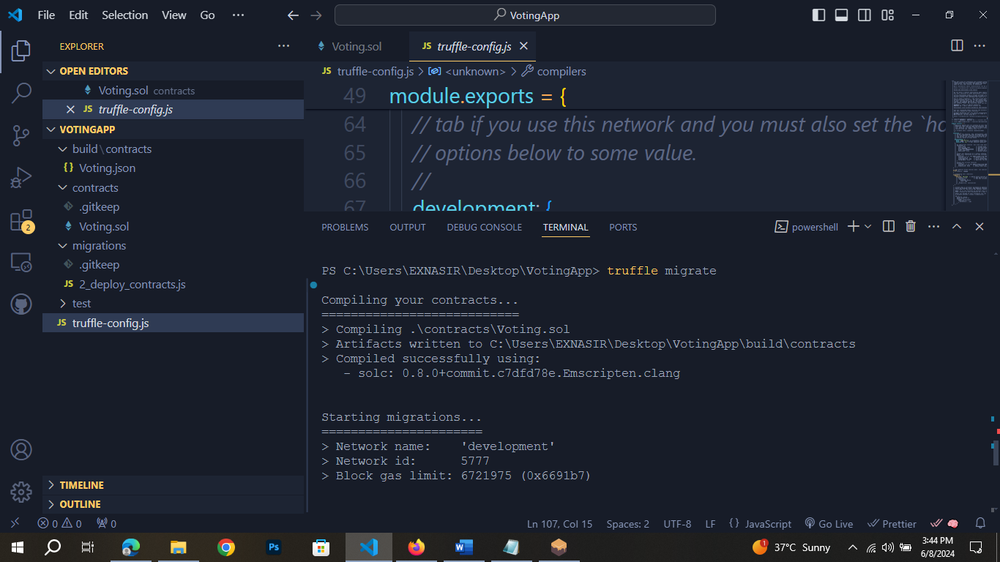 File Edit Selection View Go ··· VotingApp
EXPLORER ···
OPEN EDITORS
Voting.sol contracts
JS truffle-config.js
VOTINGAPP
build\contracts
{} Voting.json
contracts
.gitkeep
Voting.sol
migrations
.gitkeep
JS 2_deploy_contracts.js
test
JS truffle-config.js
TIMELINE
OUTLINE
2
Voting.sol JS truffle-config.js
JS truffle-config.js > <unknown> > compilers
49 module.exports = {
64 // tab if you use this network and you must also set the `ho
65 // options below to some value.
66 //
67 development: {
PROBLEMS OUTPUT DEBUG CONSOLE TERMINAL PORTS powershell
PS C:\Users\EXNASIR\Desktop\VotingApp> truffle migrate
Compiling your contracts...
===========================
> Compiling .\contracts\Voting.sol
> Artifacts written to C:\Users\EXNASIR\Desktop\VotingApp\build\contracts
> Compiled successfully using:
- solc: 0.8.0+commit.c7dfd78e.Emscripten.clang
Starting migrations...
======================
> Network name: 'development'
> Network id: 5777
> Block gas limit: 6721975 (0x6691b7)
0 0 0 Ln 107, Col 15 Spaces: 2 UTF-8 LF {} JavaScript Go Live Prettier
Ps W 1 37°C Sunny 3:44 PM
6/8/2024